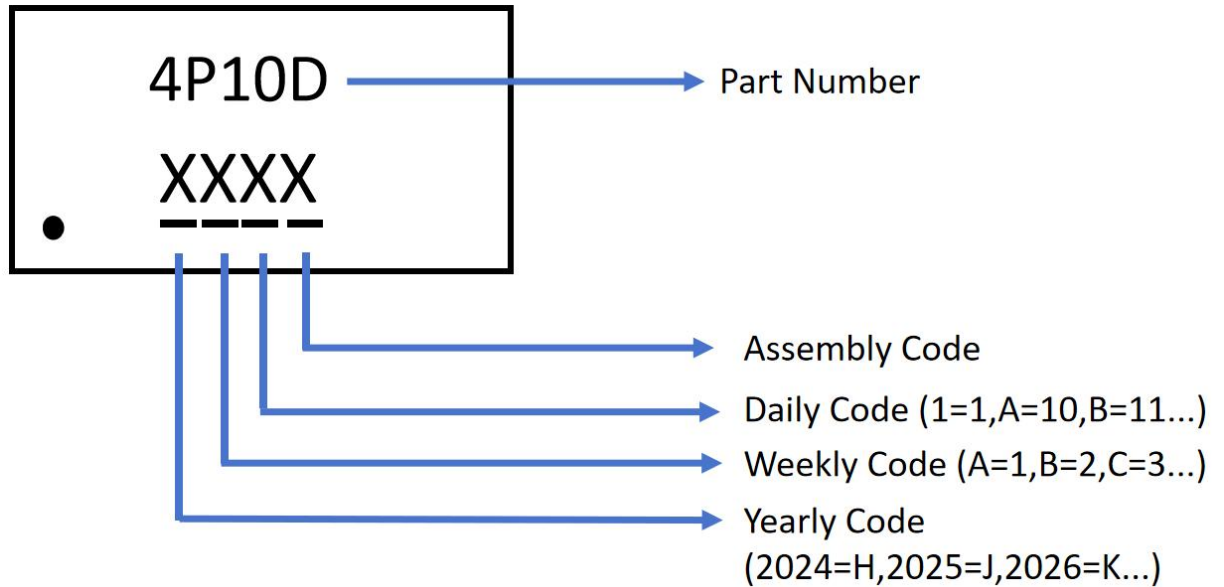 4P10D
Part Number
XXXX
Assembly Code
Daily Code (1=1,A=10,B=11...)
Weekly Code (A=1,B=2,C=3...)
Yearly Code
(2024=H,2025=J,2026=K...)